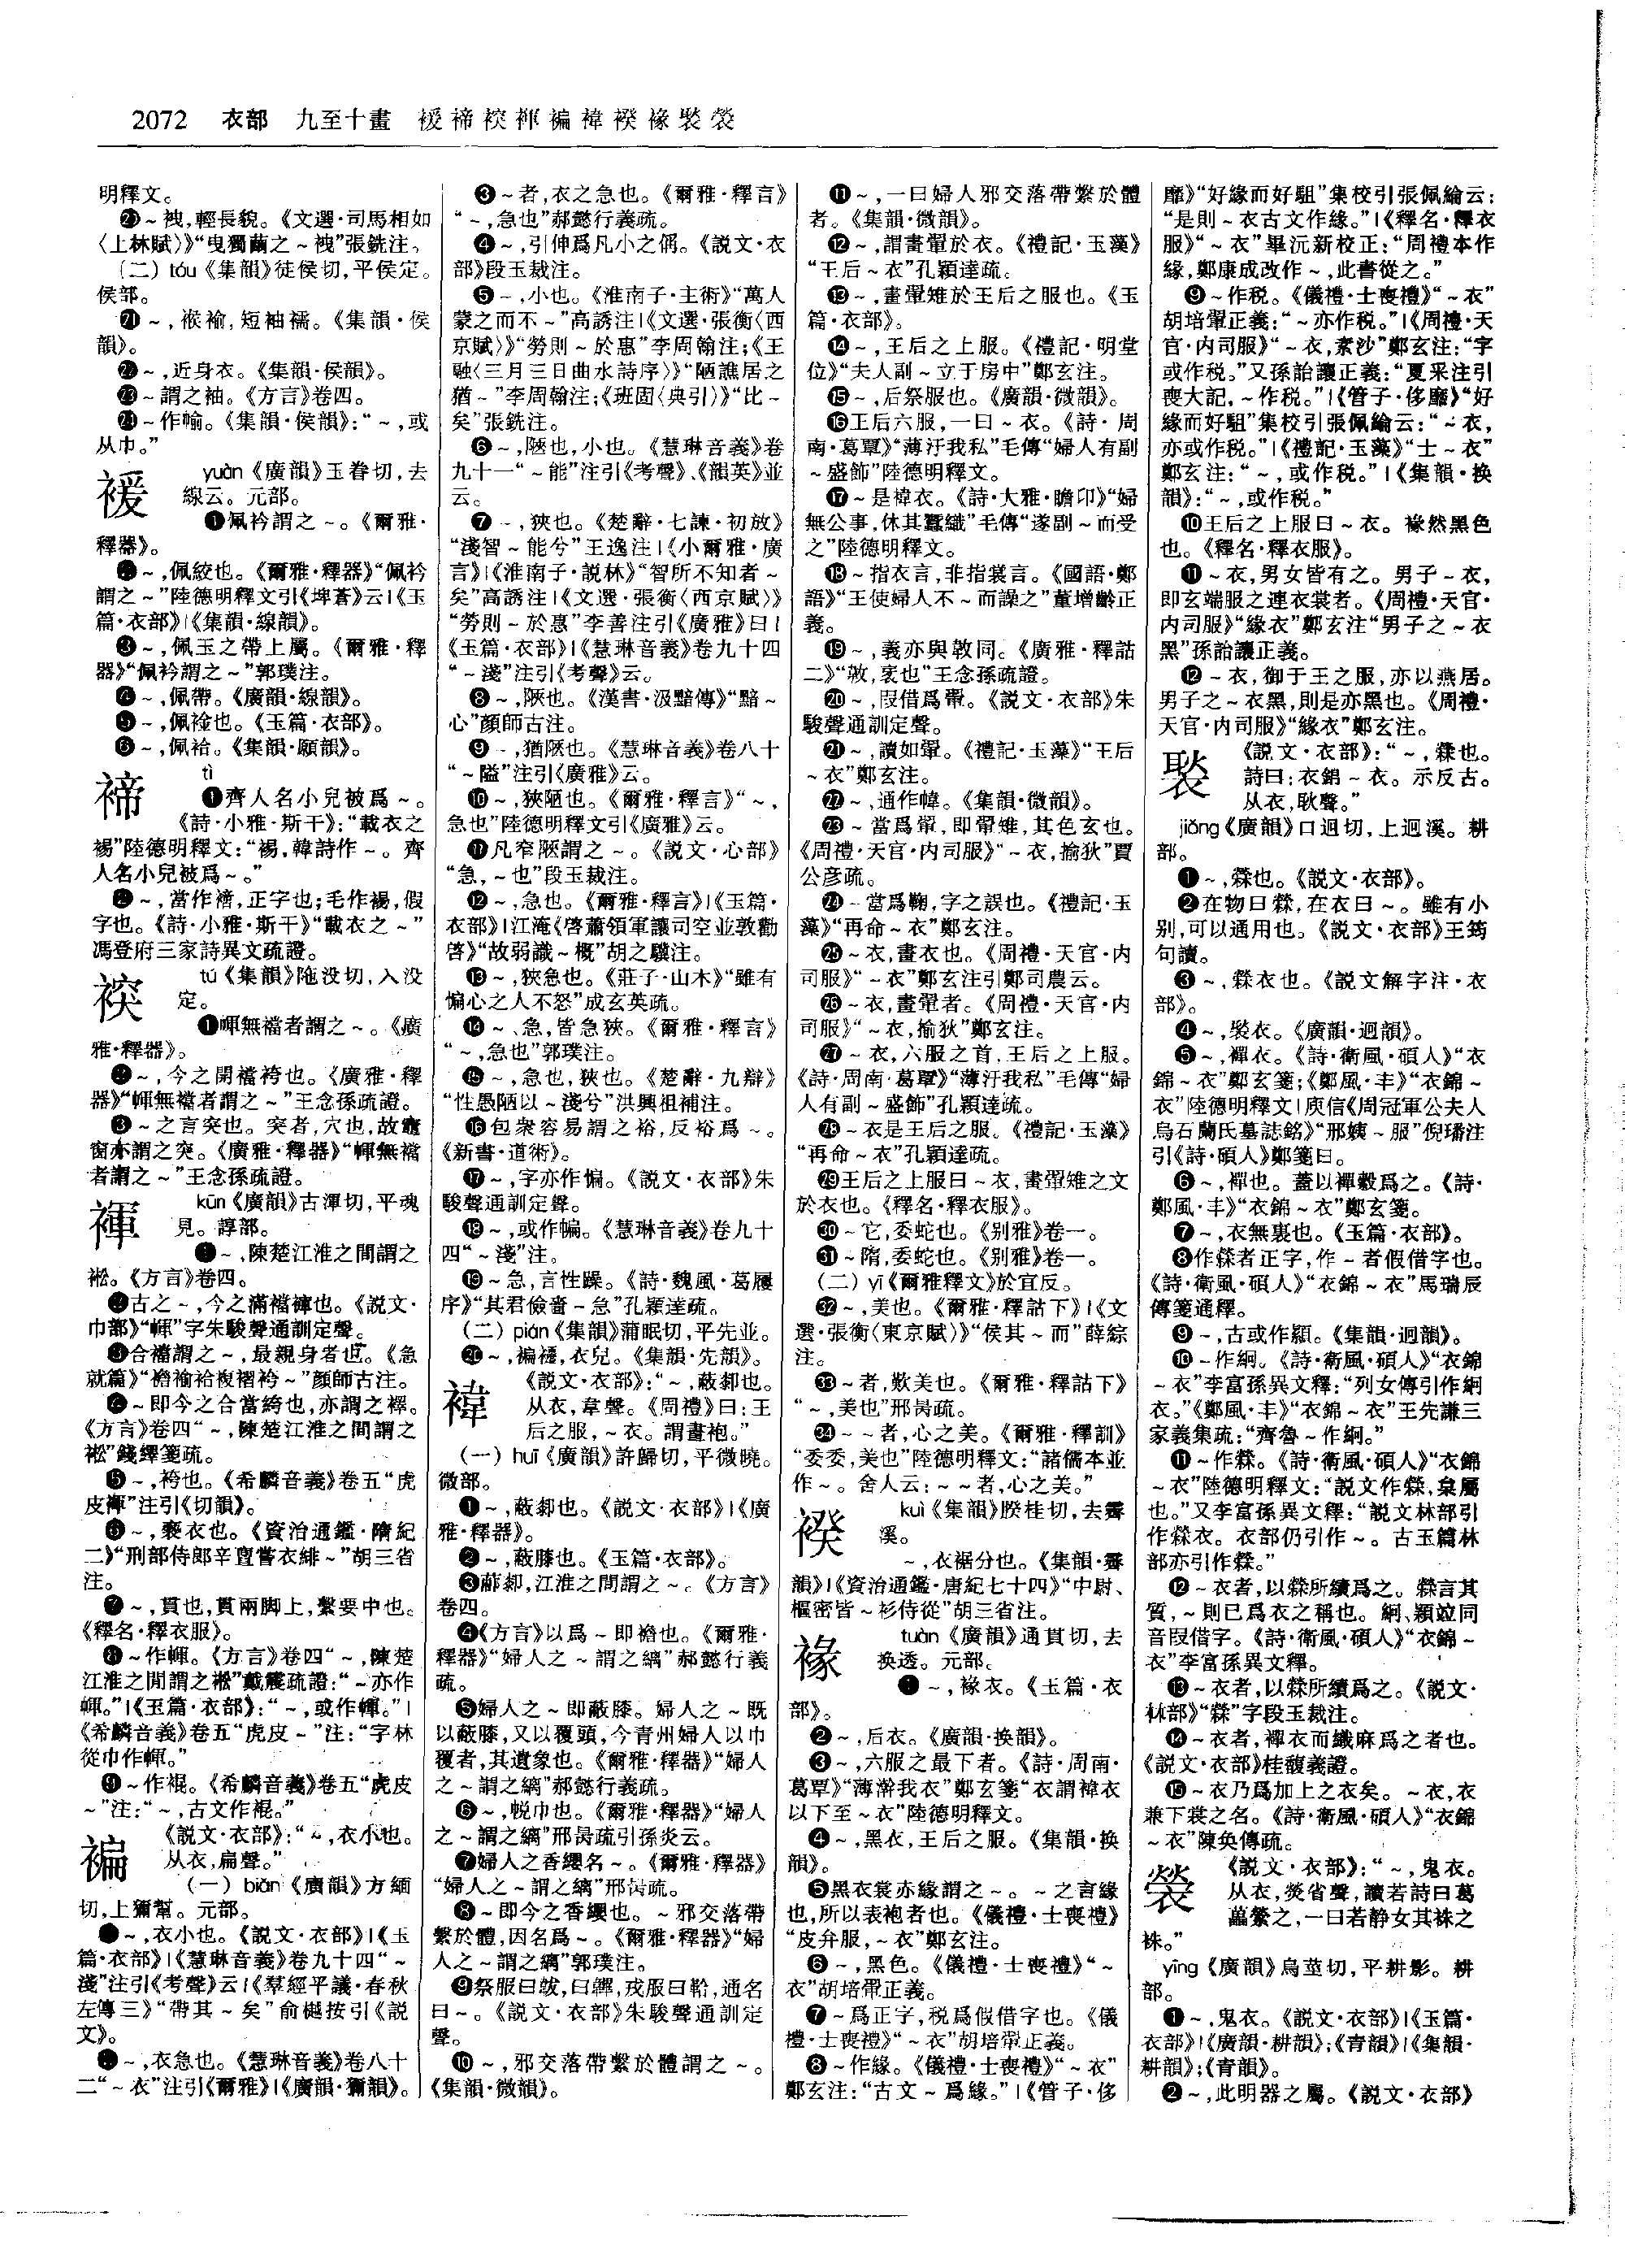 2072 衣部 九至十畫 褑褅䘹褌褊褘褉褖褧褮
明釋文。
⑳～裞,輕長貌。《文選·司馬相如
〈上林賦〉》“曳獨繭之～裞”張銑注。
(二) tóu《集韻》徒侯切,平侯定。
侯部。
㉑～,㡋褕,短袖襦。《集韻·侯
韻》。
㉒～,近身衣。《集韻·侯韻》。
㉓～謂之袖。《方言》卷四。
㉔～作㡏。《集韻·侯韻》:“～,或
从巾。”
褑 yuàn《廣韻》玉眷切,去
線云。元部。
❶佩衿謂之～。《爾雅·
釋器》。
❷～,佩絞也。《爾雅·釋器》“佩衿
謂之～”陸德明釋文引《埤蒼》云|《玉
篇·衣部》|《集韻·線韻》。
❸～,佩玉之帶上屬。《爾雅·釋
器》“佩衿謂之～”郭璞注。
❹～,佩帶。《廣韻·線韻》。
❺～,佩裣也。《玉篇·衣部》。
❻～,佩袷。《集韻·願韻》。
褅 tì
❶齊人名小兒被爲～。
《詩·小雅·斯干》:“載衣之
裼”陸德明釋文:“裼,韓詩作～。齊
人名小兒被爲～。”
❷～,當作褅,正字也;毛作裼,假
字也。《詩·小雅·斯干》“載衣之～”
馮登府三家詩異文疏證。
tú《集韻》陁没切,入没
定。
❶㡓無襠者謂之～。《廣
雅·釋器》。
❷～,今之開襠袴也。《廣雅·釋
器》“㡓無襠者謂之～”王念孫疏證。
❸～之言突也。突者,穴也,故竈
窗亦謂之突。《廣雅·釋器》“㡓無襠
者謂之～”王念孫疏證。
褌 kūn《廣韻》古渾切,平魂
見。諄部。
❶～,陳楚江淮之間謂之
㡆。《方言》卷四。
❷古之～,今之滿襠褲也。《説文·
巾部》“㡓”字朱駿聲通訓定聲。
❸合襠謂之～,最親身者也。《急
就篇》“襜褕袷複褶袴～”顔師古注。
❹～即今之合當絝也,亦謂之襗。
《方言》卷四“～,陳楚江淮之間謂之
㡆”錢繹箋疏。
❺～,袴也。《希麟音義》卷五“虎
皮褌”注引《切韻》。
❻～,褻衣也。《資治通鑑·隋紀
二》“刑部侍郎辛亶嘗衣緋～”胡三省
注。
❼～,貫也,貫兩脚上,繫要中也。
《釋名·釋衣服》。
❽～作㡓。《方言》卷四“～,陳楚
江淮之間謂之㡆”戴震疏證:“～亦作
㡓。”|《玉篇·衣部》:“～,或作㡓。”|
《希麟音義》卷五“虎皮～”注:“字林
從巾作㡓。”
❾～作裩。《希麟音義》卷五“虎皮
～”注:“～,古文作裩。”
褊 《説文·衣部》:“～,衣小也。
从衣,扁聲。”
(一) biǎn《廣韻》方緬
切,上獮幫。元部。
❶～,衣小也。《説文·衣部》|《玉
篇·衣部》|《慧琳音義》卷九十四“～
淺”注引《考聲》云|《羣經平議·春秋
左傳三》“帶其～矣”俞樾按引《説
文》。
❷～,衣急也。《慧琳音義》卷八十
二“～衣”注引《爾雅》|《廣韻·獮韻》。
❸～者,衣之急也。《爾雅·釋言》
“～,急也”郝懿行義疏。
❹～,引伸爲凡小之偁。《説文·衣
部》段玉裁注。
❺～,小也。《淮南子·主術》“萬人
蒙之而不～”高誘注|《文選·張衡〈西
京賦〉》“勞則～於惠”李周翰注;《王
融〈三月三日曲水詩序〉》“陋譙居之
猶～”李周翰注;《班固〈典引〉》“比～
矣”張銑注。
❻～,陿也,小也。《慧琳音義》卷
九十一“～能”注引《考聲》、《韻英》並
云。
❼～,狹也。《楚辭·七諫·初放》
“淺智～能兮”王逸注|《小爾雅·廣
言》|《淮南子·説林》“智所不知者～
矣”高誘注|《文選·張衡〈西京賦〉》
“勞則～於惠”李善注引《廣雅》曰|
《玉篇·衣部》|《慧琳音義》卷九十四
“～淺”注引《考聲》云。
❽～,陿也。《漢書·汲黯傳》“黯～
心”顔師古注。
❾～,猶陿也。《慧琳音義》卷八十
“～隘”注引《廣雅》云。
❿～,狹陋也。《爾雅·釋言》“～,
急也”陸德明釋文引《廣雅》云。
⓫凡窄陿謂之～。《説文·心部》
“急,～也”段玉裁注。
⓬～,急也。《爾雅·釋言》|《玉篇·
衣部》|江淹《啓蕭領軍讓司空並敦勸
啓》“故弱識～概”胡之驥注。
⓭～,狹急也。《莊子·山木》“雖有
惼心之人不怒”成玄英疏。
⓮～、急,皆急狹。《爾雅·釋言》
“～,急也”郭璞注。
⓯～,急也,狹也。《楚辭·九辯》
“性愚陋以～淺兮”洪興祖補注。
⓰包衆容易謂之裕,反裕爲～。
《新書·道術》。
⓱～,字亦作惼。《説文·衣部》朱
駿聲通訓定聲。
⓲～,或作㡢。《慧琳音義》卷九十
四“～淺”注。
⓳～急,言性躁。《詩·魏風·葛屨
序》“其君儉嗇～急”孔穎達疏。
(二) pián《集韻》蒲眠切,平先並。
⓴～,褊襹,衣皃。《集韻·先韻》。
褘 《説文·衣部》:“～,蔽䣛也。
从衣,韋聲。《周禮》曰:王
后之服,～衣。謂畫袍。”
(一) huī《廣韻》許歸切,平微曉。
微部。
❶～,蔽䣛也。《説文·衣部》|《廣
雅·釋器》。
❷～,蔽膝也。《玉篇·衣部》。
❸蔽䣛,江淮之間謂之～。《方言》
卷四。
❹《方言》以爲～即襜也。《爾雅·
釋器》“婦人之～謂之縭”郝懿行義
疏。
❺婦人之～即蔽膝。婦人之～既
以蔽膝,又以覆頭,今青州婦人以巾
覆者,其遺象也。《爾雅·釋器》“婦人
之～謂之縭”郝懿行義疏。
❻～,帨巾也。《爾雅·釋器》“婦人
之～謂之縭”邢昺疏引孫炎云。
❼婦人之香纓名～。《爾雅·釋器》
“婦人之～謂之縭”邢昺疏。
❽～即今之香纓也。～邪交落帶
繫於體,因名爲～。《爾雅·釋器》“婦
人之～謂之縭”郭璞注。
❾祭服曰韍,曰韠,戎服曰韐,通名
曰～。《説文·衣部》朱駿聲通訓定
聲。
❿～,邪交落帶繫於體謂之～。
《集韻·微韻》。
⓫～,一曰婦人邪交落帶繫於體
者。《集韻·微韻》。
⓬～,謂畫翬於衣。《禮記·玉藻》
“王后～衣”孔穎達疏。
⓭～,畫翬雉於王后之服也。《玉
篇·衣部》。
⓮～,王后之上服。《禮記·明堂
位》“夫人副～立于房中”鄭玄注。
⓯～,后祭服也。《廣韻·微韻》。
⓰王后六服,一曰～衣。《詩·周
南·葛覃》“薄汙我私”毛傳“婦人有副
～盛飾”陸德明釋文。
⓱～是褘衣。《詩·大雅·瞻卬》“婦
無公事,休其蠶織”毛傳“遂副～而受
之”陸德明釋文。
⓲～指衣言,非指裳言。《國語·鄭
語》“王使婦人不～而譟之”董增齡正
義。
⓳～,義亦與敹同。《廣雅·釋詁
二》“敹,衺也”王念孫疏證。
⓴～,叚借爲翬。《説文·衣部》朱
駿聲通訓定聲。
㉑～,讀如翬。《禮記·玉藻》“王后
～衣”鄭玄注。
㉒～,通作幃。《集韻·微韻》。
㉓～當爲翬,即翬雉,其色玄也。
《周禮·天官·内司服》“～衣,揄狄”賈
公彦疏。
㉔～當爲鞠,字之誤也。《禮記·玉
藻》“再命～衣”鄭玄注。
㉕～衣,畫衣也。《周禮·天官·内
司服》“～衣”鄭玄注引鄭司農云。
㉖～衣,畫翬者。《周禮·天官·内
司服》“～衣,揄狄”鄭玄注。
㉗～衣,六服之首,王后之上服。
《詩·周南·葛覃》“薄汙我私”毛傳“婦
人有副～盛飾”孔穎達疏。
㉘～衣是王后之服。《禮記·玉藻》
“再命～衣”孔穎達疏。
㉙王后之上服曰～衣,畫翬雉之文
於衣也。《釋名·釋衣服》。
㉚～它,委蛇也。《别雅》卷一。
㉛～隋,委蛇也。《别雅》卷一。
(二) yī《爾雅釋文》於宜反。
㉜～,美也。《爾雅·釋詁下》|《文
選·張衡〈東京賦〉》“侯其～而”薛綜
注。
㉝～者,歎美也。《爾雅·釋詁下》
“～,美也”邢昺疏。
㉞～～者,心之美。《爾雅·釋訓》
“委委,美也”陸德明釋文:“諸儒本並
作～。舍人云:～～者,心之美。”
褉 kuì《集韻》睽桂切,去霽
溪。
～,衣裾分也。《集韻·霽
韻》|《資治通鑑·唐紀七十四》“中尉、
樞密皆～衫侍從”胡三省注。
褖 tuàn《廣韻》通貫切,去
换透。元部。
❶～,褖衣。《玉篇·衣
部》。
❷～,后衣。《廣韻·换韻》。
❸～,六服之最下者。《詩·周南·
葛覃》“薄澣我衣”鄭玄箋“衣謂褘衣
以下至～衣”陸德明釋文。
❹～,黑衣,王后之服。《集韻·换
韻》。
❺黑衣裳亦緣謂之～。～之言緣
也,所以表袍者也。《儀禮·士喪禮》
“皮弁服,～衣”鄭玄注。
❻～,黑色。《儀禮·士喪禮》“～
衣”胡培翬正義。
❼～爲正字,税爲假借字也。《儀
禮·士喪禮》“～衣”胡培翬正義。
❽～作緣。《儀禮·士喪禮》“～衣”
鄭玄注:“古文～爲緣。”|《管子·侈
靡》“好緣而好駔”集校引張佩綸云:
“是則～衣古文作緣。”|《釋名·釋衣
服》“～衣”畢沅新校正:“周禮本作
緣,鄭康成改作～,此書從之。”
❾～作税。《儀禮·士喪禮》“～衣”
胡培翬正義:“～亦作税。”|《周禮·天
官·内司服》“～衣,素沙”鄭玄注:“字
或作税。”又孫詒讓正義:“夏采注引
喪大記,～作税。”|《管子·侈靡》“好
緣而好駔”集校引張佩綸云:“～衣,
亦或作税。”|《禮記·玉藻》“士～衣”
鄭玄注:“～,或作税。”|《集韻·换
韻》:“～,或作税。”
❿王后之上服曰～衣。褖然黑色
也。《釋名·釋衣服》。
⓫～衣,男女皆有之。男子～衣,
即玄端服之連衣裳者。《周禮·天官·
内司服》“緣衣”鄭玄注“男子之～衣
黑”孫詒讓正義。
⓬～衣,御于王之服,亦以燕居。
男子之～衣黑,則是亦黑也。《周禮·
天官·内司服》“緣衣”鄭玄注。
褧 《説文·衣部》:“～,檾也。
詩曰:衣錦～衣。示反古。
从衣,耿聲。”
jiǒng《廣韻》口迥切,上迥溪。耕
部。
❶～,檾也。《説文·衣部》。
❷在物曰檾,在衣曰～。雖有小
别,可以通用也。《説文·衣部》王筠
句讀。
❸～,檾衣也。《説文解字注·衣
部》。
❹～,褧衣。《廣韻·迥韻》。
❺～,襌衣。《詩·衛風·碩人》“衣
錦～衣”鄭玄箋;《鄭風·丰》“衣錦～
衣”陸德明釋文|庾信《周冠軍公夫人
烏石蘭氏墓誌銘》“邢姨～服”倪璠注
引《詩·碩人》鄭箋曰。
❻～,襌也。蓋以襌縠爲之。《詩·
鄭風·丰》“衣錦～衣”鄭玄箋。
❼～,衣無裏也。《玉篇·衣部》。
❽作檾者正字,作～者假借字也。
《詩·衛風·碩人》“衣錦～衣”馬瑞辰
傳箋通釋。
❾～,古或作顈。《集韻·迥韻》。
❿～作絅。《詩·衛風·碩人》“衣錦
～衣”李富孫異文釋:“列女傳引作絅
衣。”《鄭風·丰》“衣錦～衣”王先謙三
家義集疏:“齊魯～作絅。”
⓫～作檾。《詩·衛風·碩人》“衣錦
～衣”陸德明釋文:“説文作檾,枲屬
也。”又李富孫異文釋:“説文林部引
作檾衣。衣部仍引作～。古玉篇林
部亦引作檾。”
⓬～衣者,以檾所績爲之。檾言其
質,～則已爲衣之稱也。絅、顈竝同
音叚借字。《詩·衛風·碩人》“衣錦～
衣”李富孫異文釋。
⓭～衣者,以檾所績爲之。《説文·
林部》“檾”字段玉裁注。
⓮～衣者,襌衣而織麻爲之者也。
《説文·衣部》桂馥義證。
⓯～衣乃爲加上之衣矣。～衣,衣
兼下裳之名。《詩·衛風·碩人》“衣錦
～衣”陳奂傳疏。
褮 《説文·衣部》:“～,鬼衣。
从衣,熒省聲,讀若詩曰葛
藟縈之,一曰若静女其袾之
袾。”
yīng《廣韻》烏莖切,平耕影。耕
部。
❶～,鬼衣。《説文·衣部》|《玉篇·
衣部》|《廣韻·耕韻》;《青韻》|《集韻·
耕韻》;《青韻》。
❷～,此明器之屬。《説文·衣部》